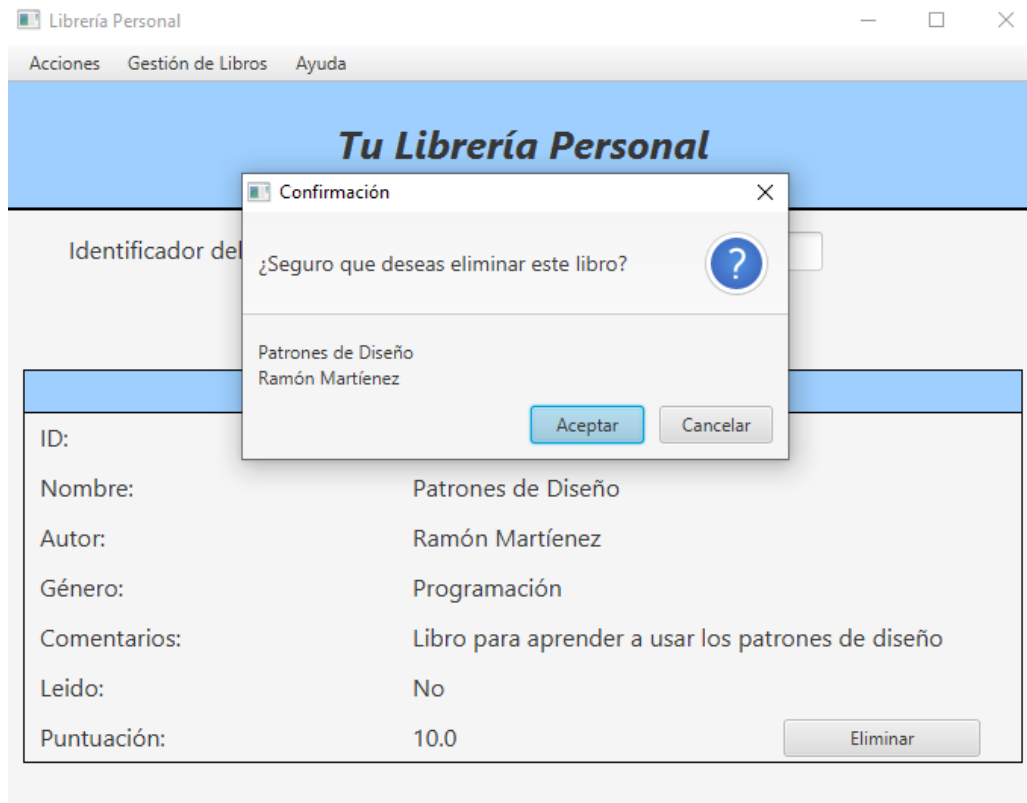 Librería Personal
Acciones Gestión de Libros Ayuda
Tu Librería Personal
Confirmación
Identificador del
¿Seguro que deseas eliminar este libro?
?
Patrones de Diseño
Ramón Martíenez
Aceptar Cancelar
ID:
Nombre: Patrones de Diseño
Autor: Ramón Martíenez
Género: Programación
Comentarios: Libro para aprender a usar los patrones de diseño
Leido: No
Puntuación: 10.0
Eliminar